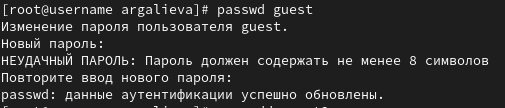 [root@username argalieva]# passwd guest
Изменение пароля пользователя guest.
Новый пароль:
НЕУДАЧНЫЙ ПАРОЛЬ: Пароль должен содержать не менее 8 символов
Повторите ввод нового пароля:
passwd: данные аутентификации успешно обновлены.